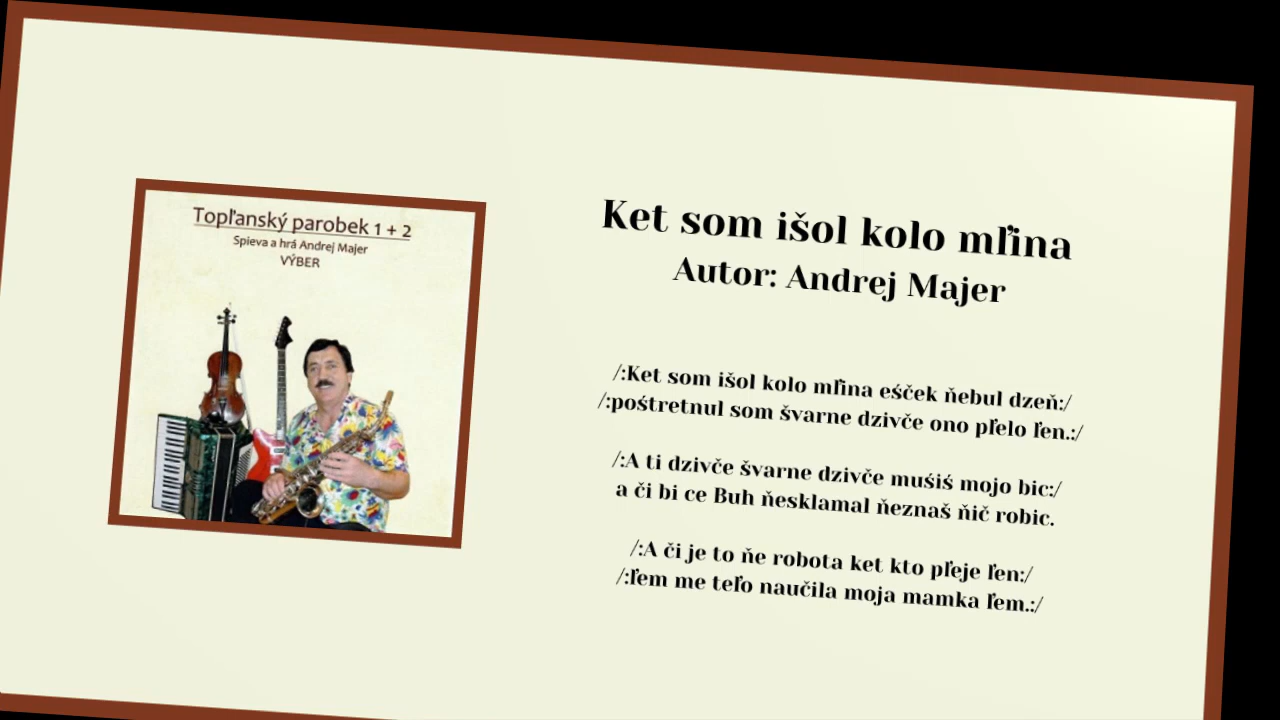 Topľanský parobek 1 + 2
Spieva a hrá Andrej Majer
VÝBER
Ket som išol kolo mľina
Autor: Andrej Majer
/:Ket som išol kolo mľina eśček ňebul dzeň:/
/:pośtretnul som švarne dzivče ono pľelo ľen.:/
/:A ti dzivče švarne dzivče muśiś mojo bic:/
a či bi ce Buh ňesklamal ňeznaš ňič robic.
/:A či je to ňe robota ket kto pľeje ľen:/
/:ľem me teľo naučila moja mamka ľem.:/